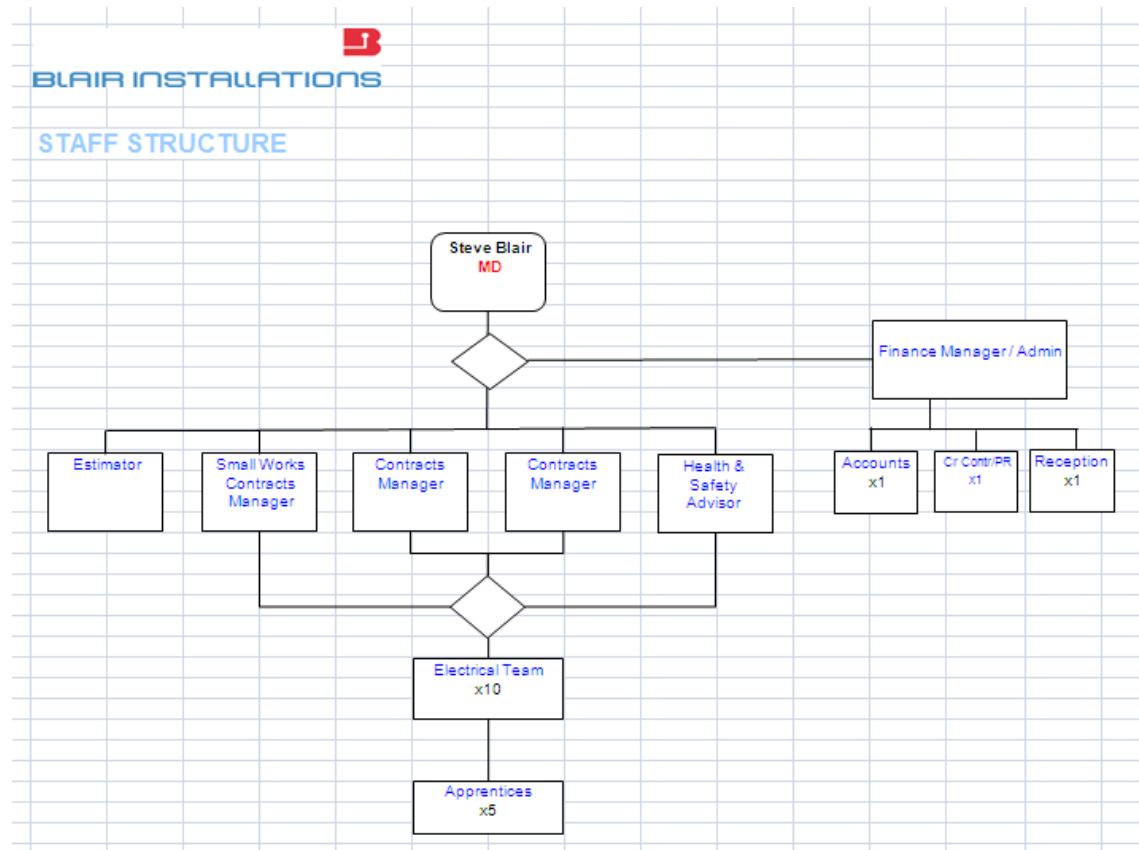 BLAIR INSTALLATIONS
STAFF STRUCTURE
Steve Blair
MD
Finance Manager / Admin
Estimator
Small Works
Contracts
Manager
Contracts
Manager
Contracts
Manager
Health &
Safety
Advisor
Accounts
x1
Cr Contr/PR
x1
Reception
x1
Electrical Team
x10
Apprentices
x5